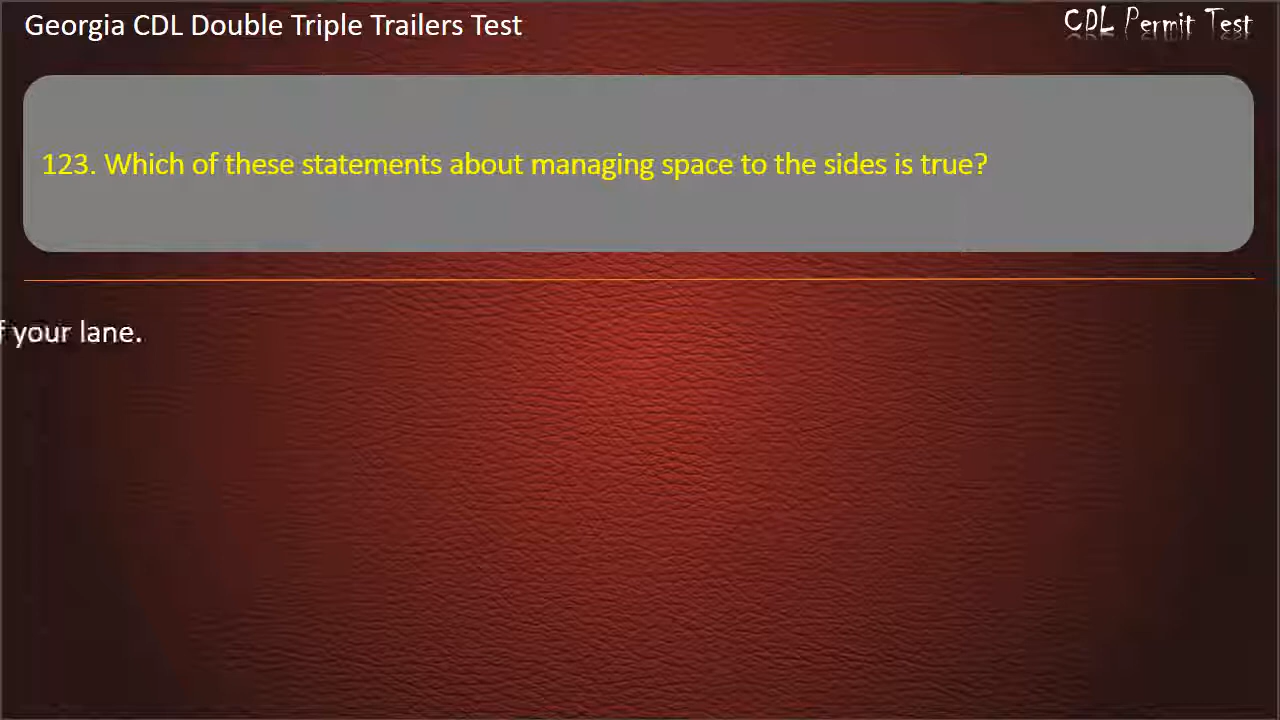 Georgia CDL Double Triple Trailers Test
CDL Permit Test
123. Which of these statements about managing space to the sides is true?
your lane.